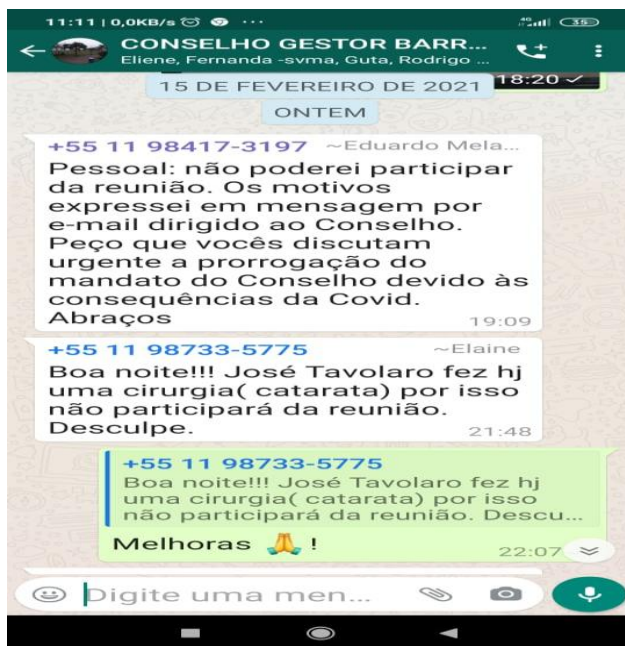 11:11 | 0,0KB/s
4G 35
CONSELHO GESTOR BARR...
Eliene, Fernanda -svma, Guta, Rodrigo ...
18:20
15 DE FEVEREIRO DE 2021
ONTEM
+55 11 98417-3197 ~Eduardo Mela...
Pessoal: não poderei participar
da reunião. Os motivos
expressei em mensagem por
e-mail dirigido ao Conselho.
Peço que vocês discutam
urgente a prorrogação do
mandato do Conselho devido às
consequências da Covid.
Abraços
19:09
+55 11 98733-5775 ~Elaine
Boa noite!!! José Tavolaro fez hj
uma cirurgia( catarata) por isso
não participará da reunião.
Desculpe.
21:48
+55 11 98733-5775
Boa noite!!! José Tavolaro fez hj
uma cirurgia( catarata) por isso
não participará da reunião. Descu...
Melhoras 🙏 !
22:07
Digite uma men...